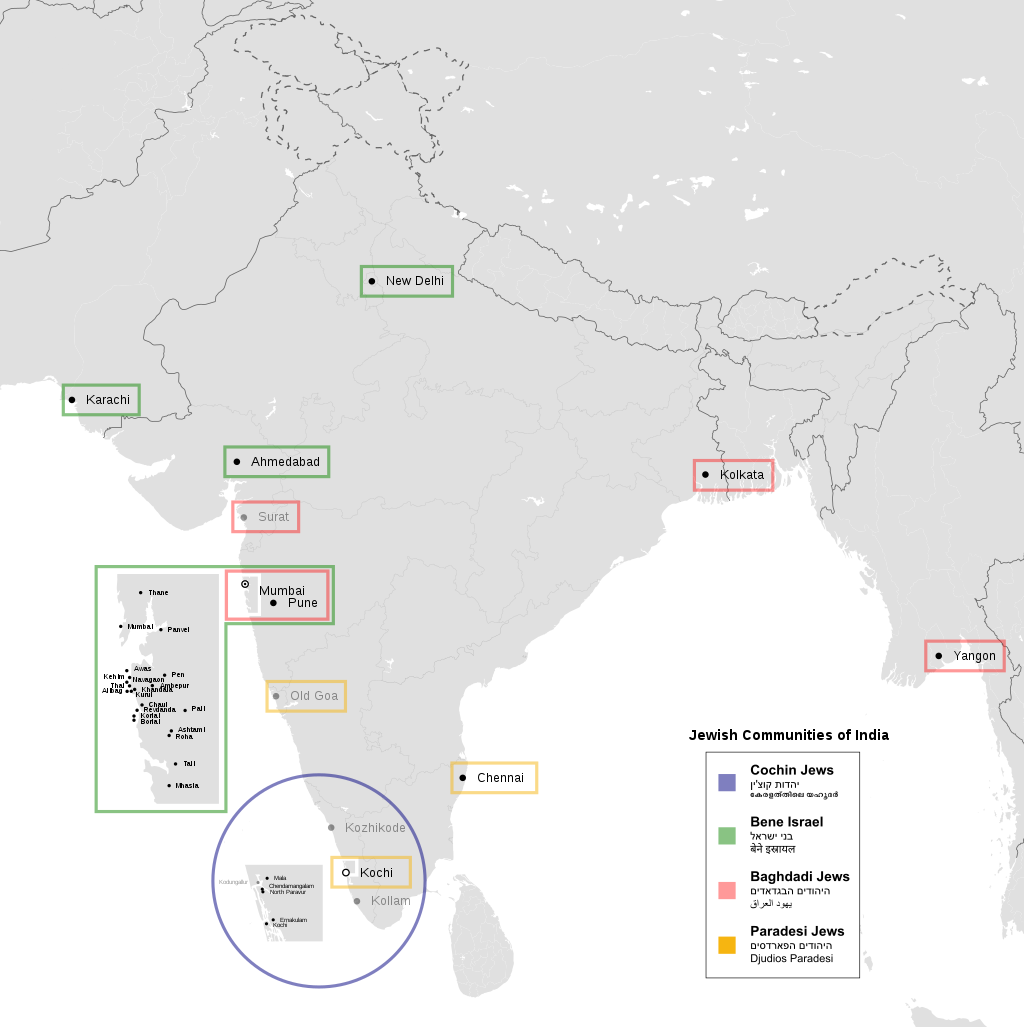 New Delhi
Karachi
Ahmedabad
Kolkata
Surat
Mumbai
Pune
Thane
Mumbai
Panvel
Awas
Kehim
Pen
Navagaon
Thal
Ambepur
Khandala
Alibag
Kurul
Chaul
Revdanda
Pali
Korlai
Borlai
Ashtami
Roha
Tali
Mhasla
Yangon
Old Goa
Chennai
Kozhikode
Kochi
Kollam
Mala
Kodungallur
Chendamangalam
North Paravur
Ernakulam
Kochi
Jewish Communities of India
Cochin Jews
יהדות קוצ'ין
കേരളത്തിലെ യഹൂദർ
Bene Israel
בני ישראל
बेने इस्रायल
Baghdadi Jews
היהודים הבגדאדים
يهود العراق
Paradesi Jews
היהודים הפארדסים
Djudios Paradesi